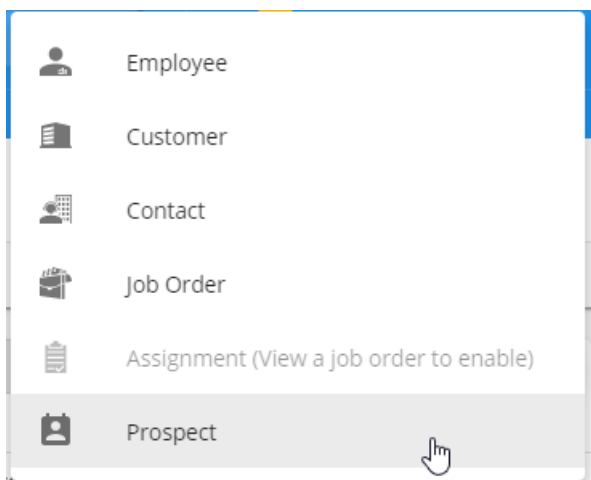 Employee
Customer
Contact
Job Order
Assignment (View a job order to enable)
Prospect